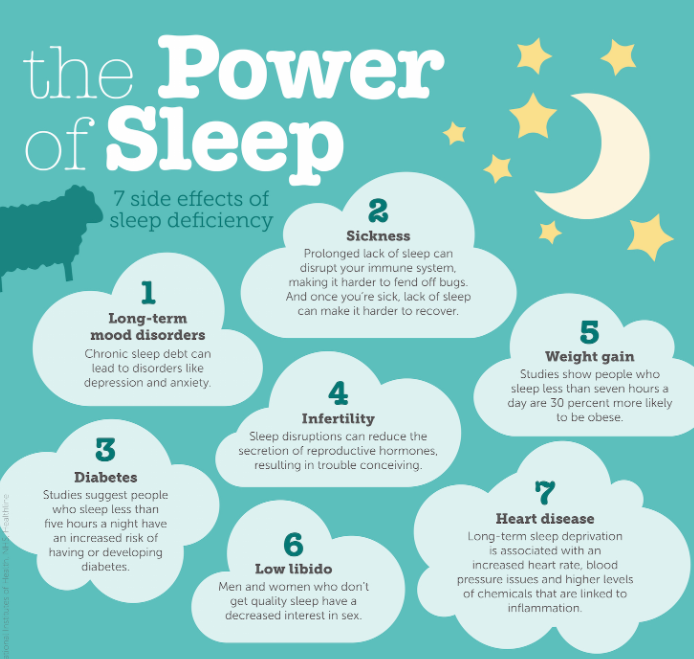 the Power
of Sleep
7 side effects of
sleep deficiency
1
Long-term
mood disorders
Chronic sleep debt can
lead to disorders like
depression and anxiety.
2
Sickness
Prolonged lack of sleep can
disrupt your immune system,
making it harder to fend off bugs.
And once you're sick, lack of sleep
can make it harder to recover.
3
Diabetes
Studies suggest people
who sleep less than
five hours a night have
an increased risk of
having or developing
diabetes.
4
Infertility
Sleep disruptions can reduce the
secretion of reproductive hormones,
resulting in trouble conceiving.
5
Weight gain
Studies show people who
sleep less than seven hours a
day are 30 percent more likely
to be obese.
6
Low libido
Men and women who don't
get quality sleep have a
decreased interest in sex.
7
Heart disease
Long-term sleep deprivation
is associated with an
increased heart rate, blood
pressure issues and higher levels
of chemicals that are linked to
inflammation.
Institutes of Health, NHS, Healthline